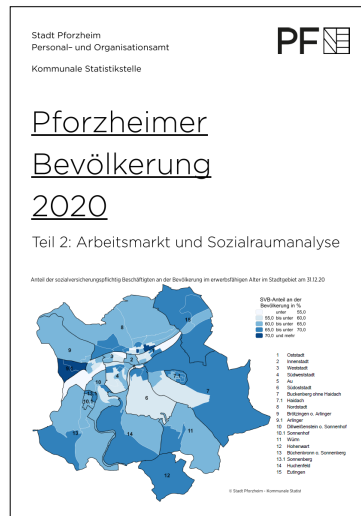 Stadt Pforzheim
Personal- und Organisationsamt
Kommunale Statistikstelle
PF
Pforzheimer
Bevölkerung
2020
Teil 2: Arbeitsmarkt und Sozialraumanalyse
Anteil der sozialversicherungspflichtig Beschäftigten an der Bevölkerung im erwerbsfähigen Alter im Stadtgebiet am 31.12.20
SVB-Anteil an der
Bevölkerung in %
unter 55,0
55,0 bis unter 60,0
60,0 bis unter 65,0
65,0 bis unter 70,0
70,0 und mehr
1 Oststadt
2 Innenstadt
3 Weststadt
4 Südweststadt
5 Au
6 Südoststadt
7 Buckenberg ohne Haidach
7.1 Haidach
8 Nordstadt
9 Brötzingen o. Arlinger
9.1 Arlinger
10 Dillweißenstein o. Sonnenhof
10.1 Sonnenhof
11 Würm
12 Hohenwart
13 Büchenbronn o. Sonnenberg
13.1 Sonnenberg
14 Huchenfeld
15 Eutingen
© Stadt Pforzheim - Kommunale Statist